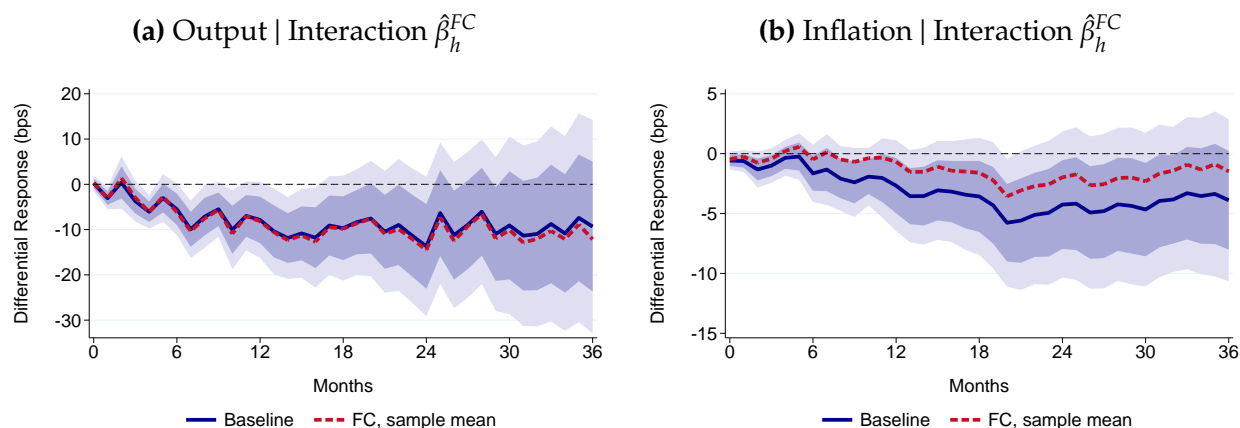 (a) Output | Interaction β̂_h^{FC}
Differential Response (bps)
20
10
0
-10
-20
-30
0 6 12 18 24 30 36
Months
Baseline FC, sample mean
(b) Inflation | Interaction β̂_h^{FC}
Differential Response (bps)
5
0
-5
-10
-15
0 6 12 18 24 30 36
Months
Baseline FC, sample mean